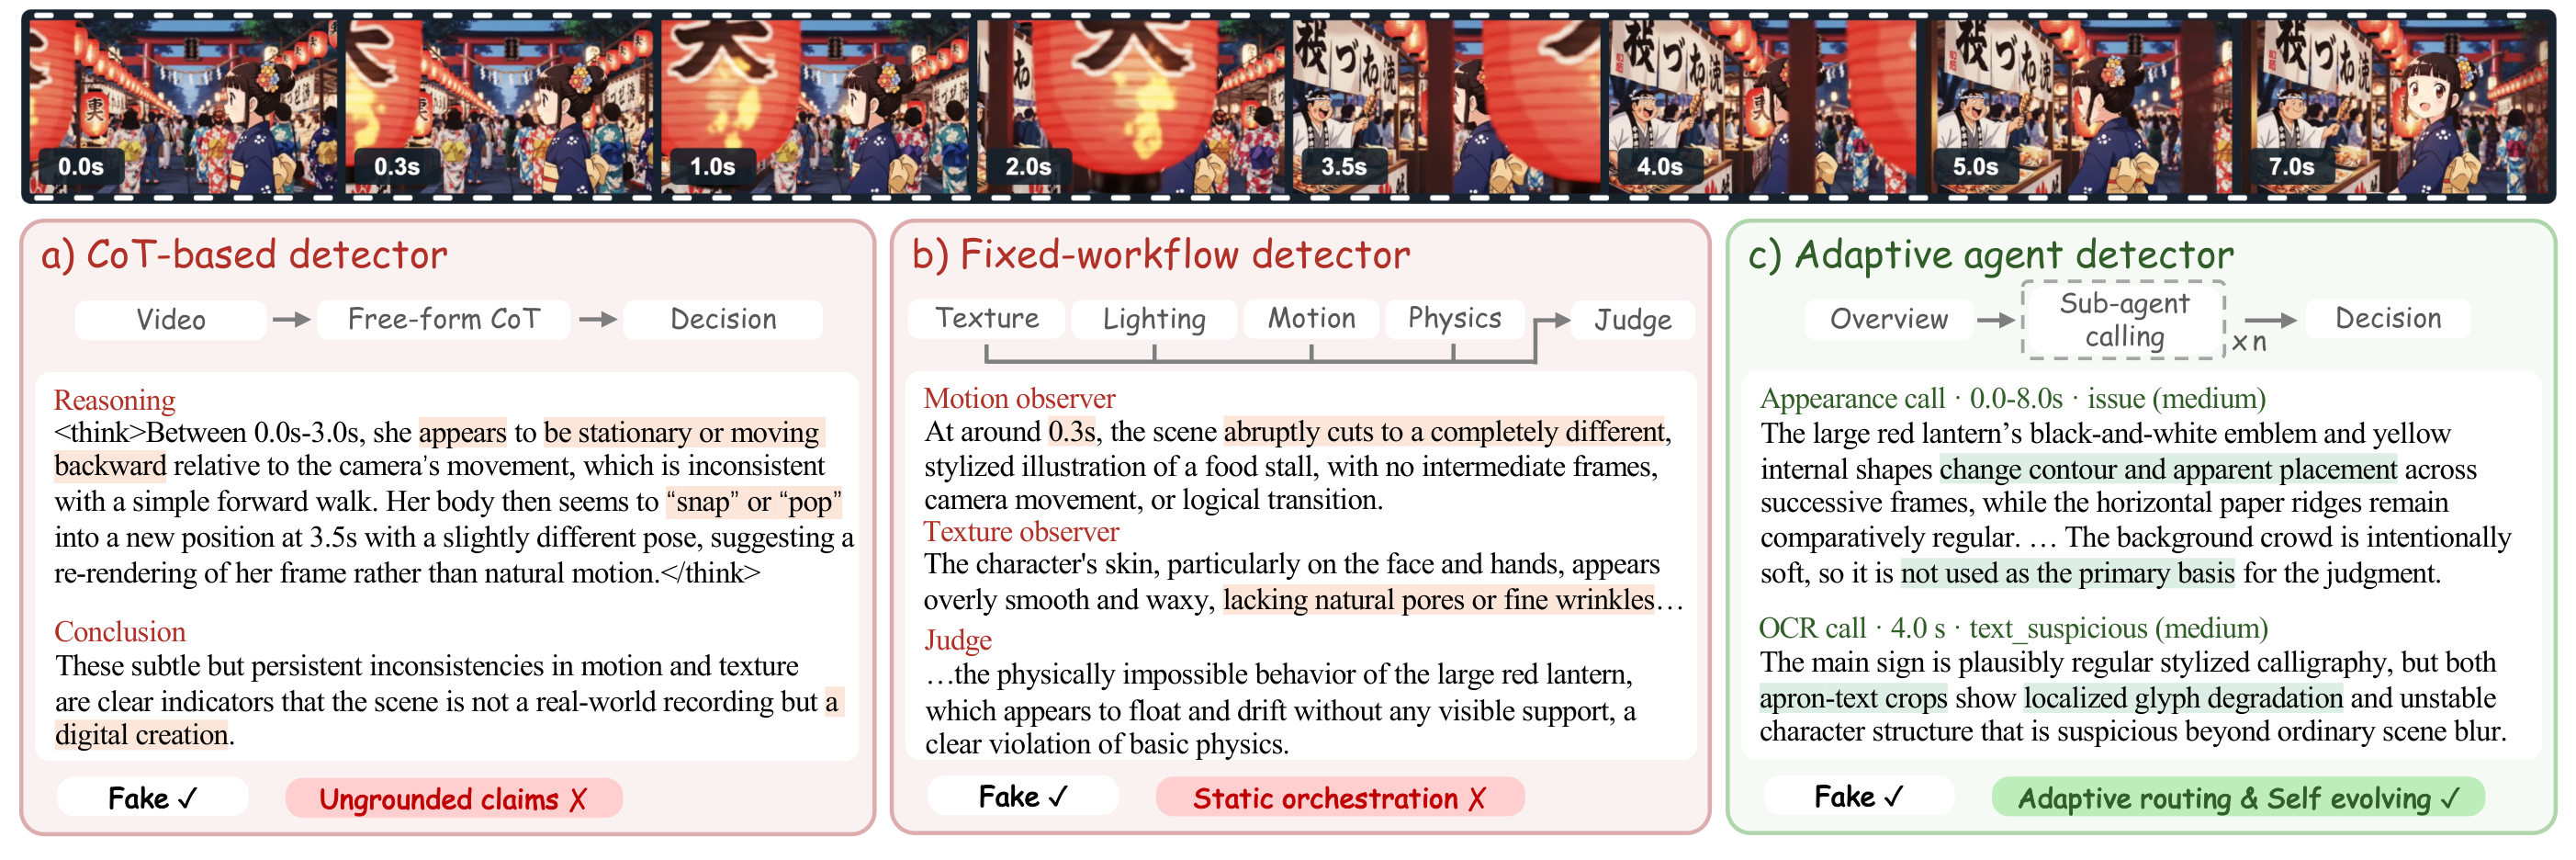 0.0s
0.3s
1.0s
2.0s
3.5s
4.0s
5.0s
7.0s
a) CoT-based detector
Video
Free-form CoT
Decision
Reasoning
<think>Between 0.0s-3.0s, she appears to be stationary or moving
backward relative to the camera's movement, which is inconsistent
with a simple forward walk. Her body then seems to “snap” or “pop”
into a new position at 3.5s with a slightly different pose, suggesting a
re-rendering of her frame rather than natural motion.</think>
Conclusion
These subtle but persistent inconsistencies in motion and texture
are clear indicators that the scene is not a real-world recording but a
digital creation.
Fake ✓
Ungrounded claims ✗
b) Fixed-workflow detector
Texture
Lighting
Motion
Physics
Judge
Motion observer
At around 0.3s, the scene abruptly cuts to a completely different,
stylized illustration of a food stall, with no intermediate frames,
camera movement, or logical transition.
Texture observer
The character's skin, particularly on the face and hands, appears
overly smooth and waxy, lacking natural pores or fine wrinkles…
Judge
…the physically impossible behavior of the large red lantern,
which appears to float and drift without any visible support, a
clear violation of basic physics.
Fake ✓
Static orchestration ✗
c) Adaptive agent detector
Overview
Sub-agent
calling
×n
Decision
Appearance call · 0.0-8.0s · issue (medium)
The large red lantern’s black-and-white emblem and yellow
internal shapes change contour and apparent placement across
successive frames, while the horizontal paper ridges remain
comparatively regular. … The background crowd is intentionally
soft, so it is not used as the primary basis for the judgment.
OCR call · 4.0 s · text_suspicious (medium)
The main sign is plausibly regular stylized calligraphy, but both
apron-text crops show localized glyph degradation and unstable
character structure that is suspicious beyond ordinary scene blur.
Fake ✓
Adaptive routing & Self evolving ✓